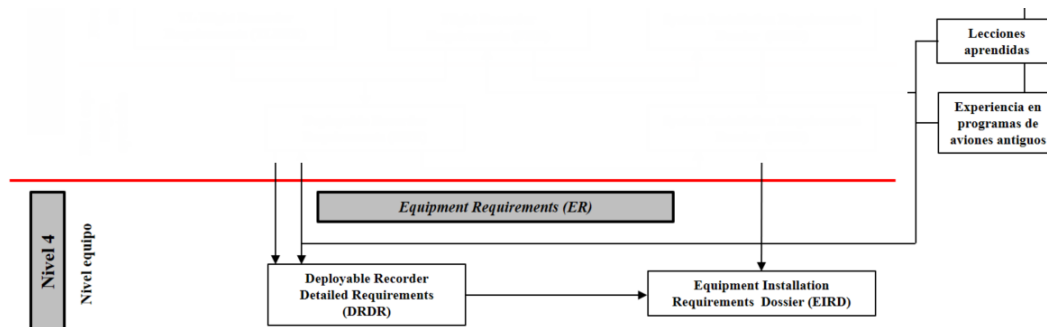 Lecciones
aprendidas
Experiencia en
programas de
aviones antiguos
Equipment Requirements (ER)
Nivel 4
Nivel equipo
Deployable Recorder
Detailed Requirements
(DRDR)
Equipment Installation
Requirements Dossier (EIRD)